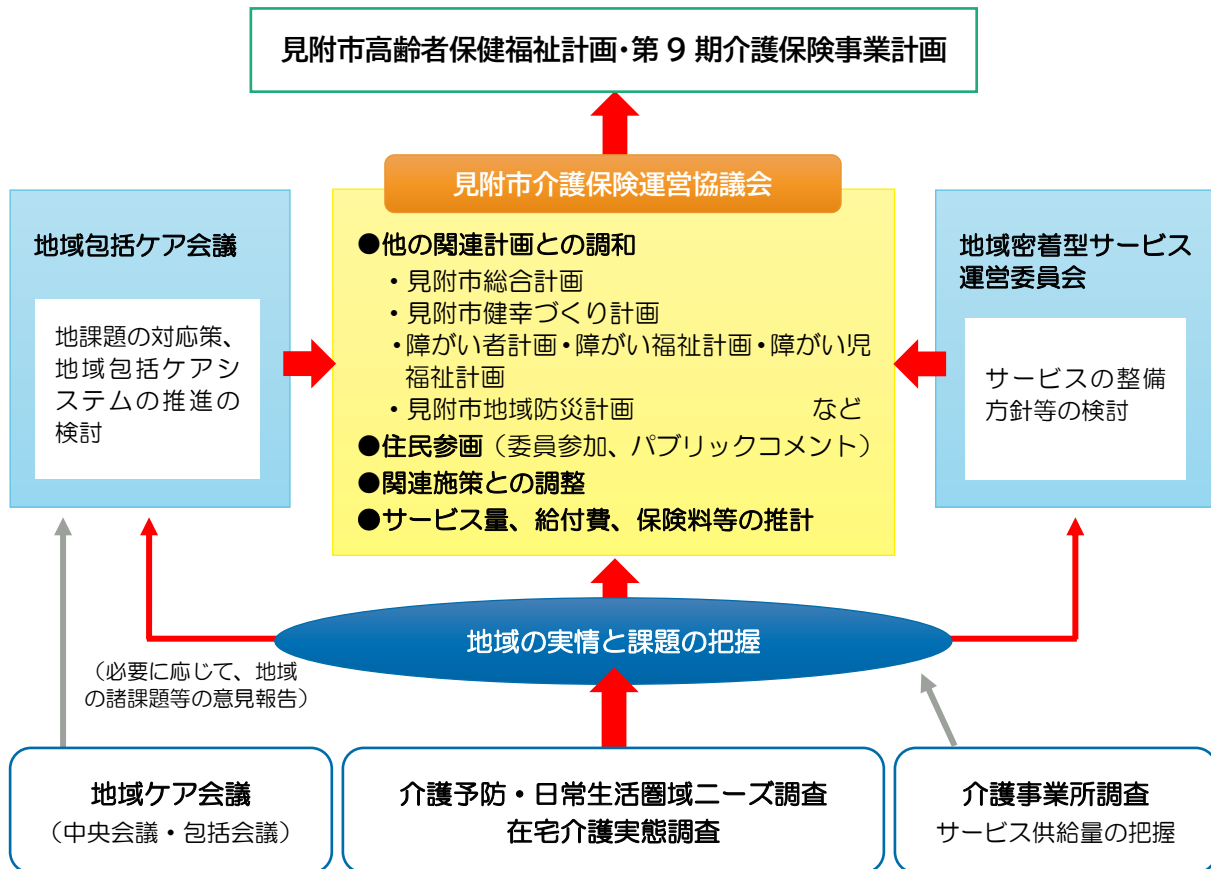 見附市高齢者保健福祉計画・第9期介護保険事業計画
見附市介護保険運営協議会
地域包括ケア会議
地課題の対応策、
地域包括ケアシ
ステムの推進の
検討
●他の関連計画との調和
・見附市総合計画
・見附市健幸づくり計画
・障がい者計画・障がい福祉計画・障がい児
福祉計画
・見附市地域防災計画　　　　　　など
●住民参画（委員参加、パブリックコメント）
●関連施策との調整
●サービス量、給付費、保険料等の推計
地域密着型サービス
運営委員会
サービスの整備
方針等の検討
地域の実情と課題の把握
（必要に応じて、地域
の諸課題等の意見報告）
地域ケア会議
（中央会議・包括会議）
介護予防・日常生活圏域ニーズ調査
在宅介護実態調査
介護事業所調査
サービス供給量の把握